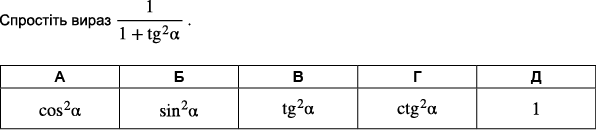 Спростіть вираз 1 / (1 + tg²α) .
А Б В Г Д
cos²α sin²α tg²α ctg²α 1